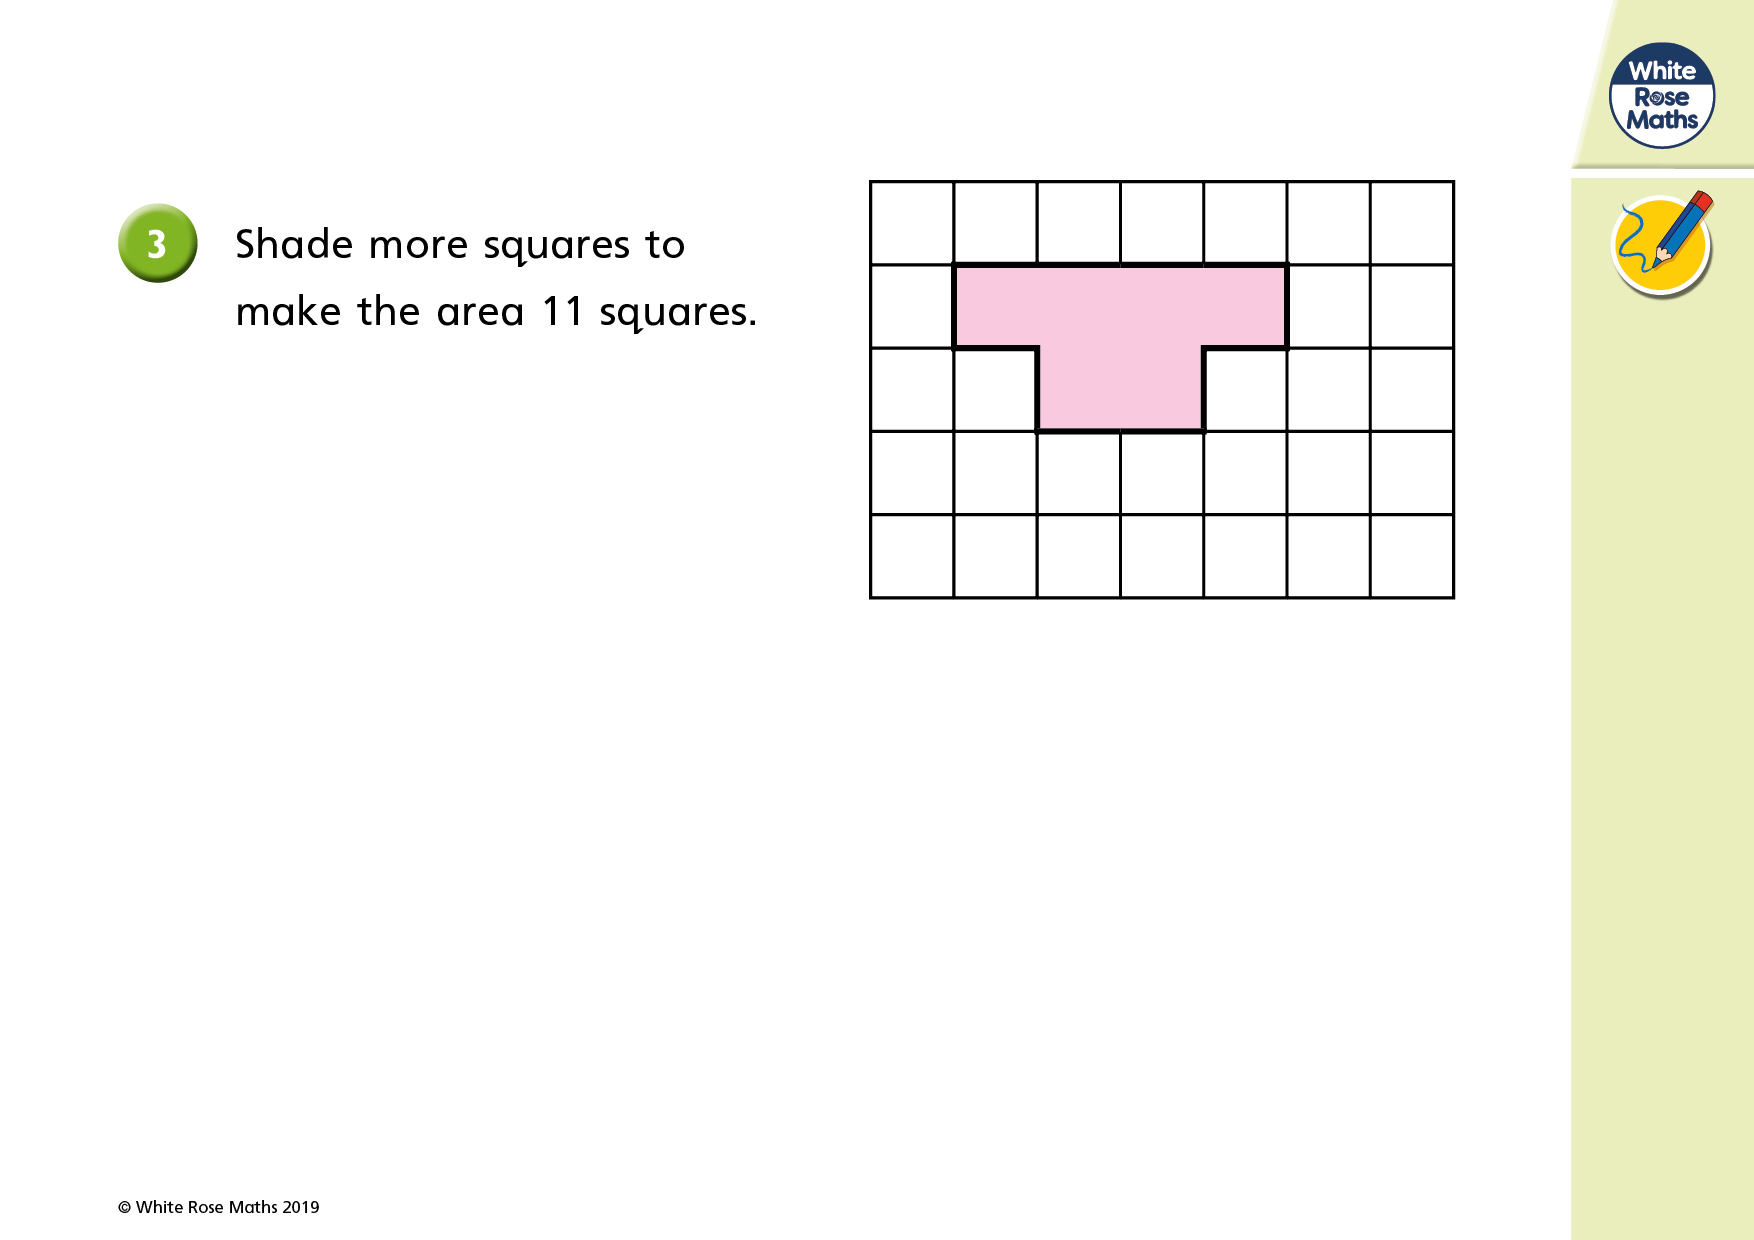 White
Rose
Maths
3 Shade more squares to
make the area 11 squares.
© White Rose Maths 2019